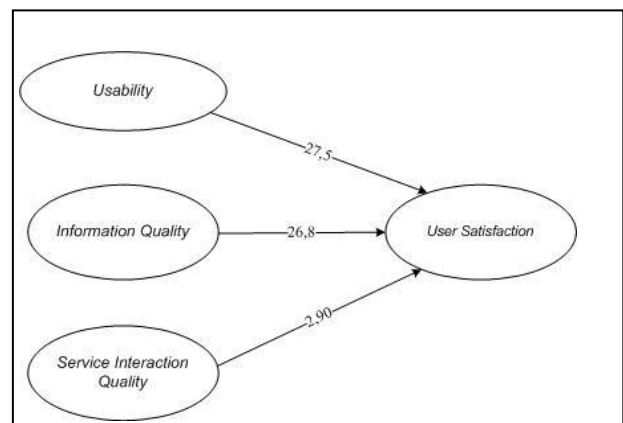 Usability
27,5
Information Quality
26,8
User Satisfaction
2,90
Service Interaction
Quality